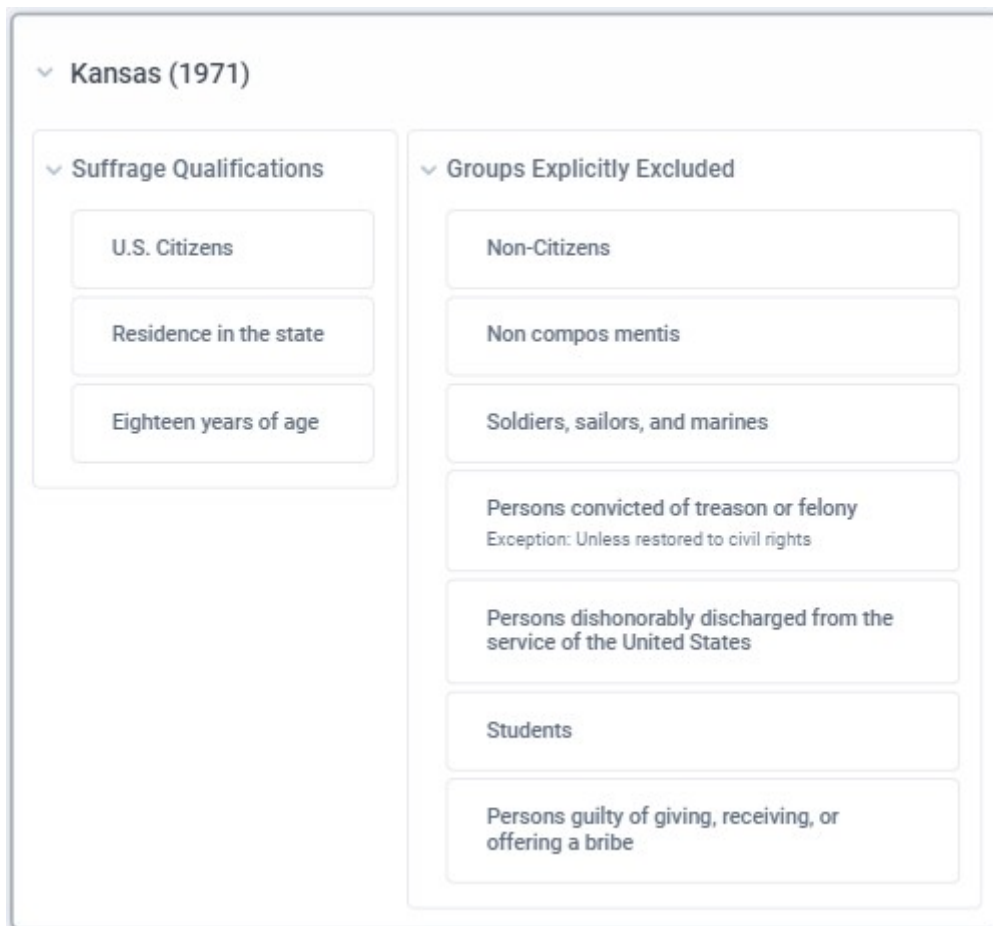 Kansas (1971)
Suffrage Qualifications
U.S. Citizens
Residence in the state
Eighteen years of age
Groups Explicitly Excluded
Non-Citizens
Non compos mentis
Soldiers, sailors, and marines
Persons convicted of treason or felony
Exception: Unless restored to civil rights
Persons dishonorably discharged from the
service of the United States
Students
Persons guilty of giving, receiving, or
offering a bribe